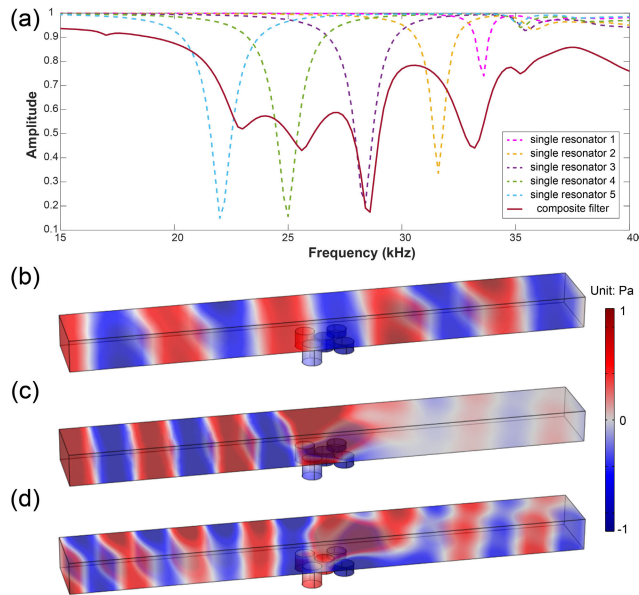 (a)
1
0.9
0.8
0.7
0.6
0.5
0.4
0.3
0.2
0.1
Amplitude
single resonator 1
single resonator 2
single resonator 3
single resonator 4
single resonator 5
composite filter
15 20 25 30 35 40
Frequency (kHz)
(b)
Unit: Pa
1
0
-1
(c)
(d)